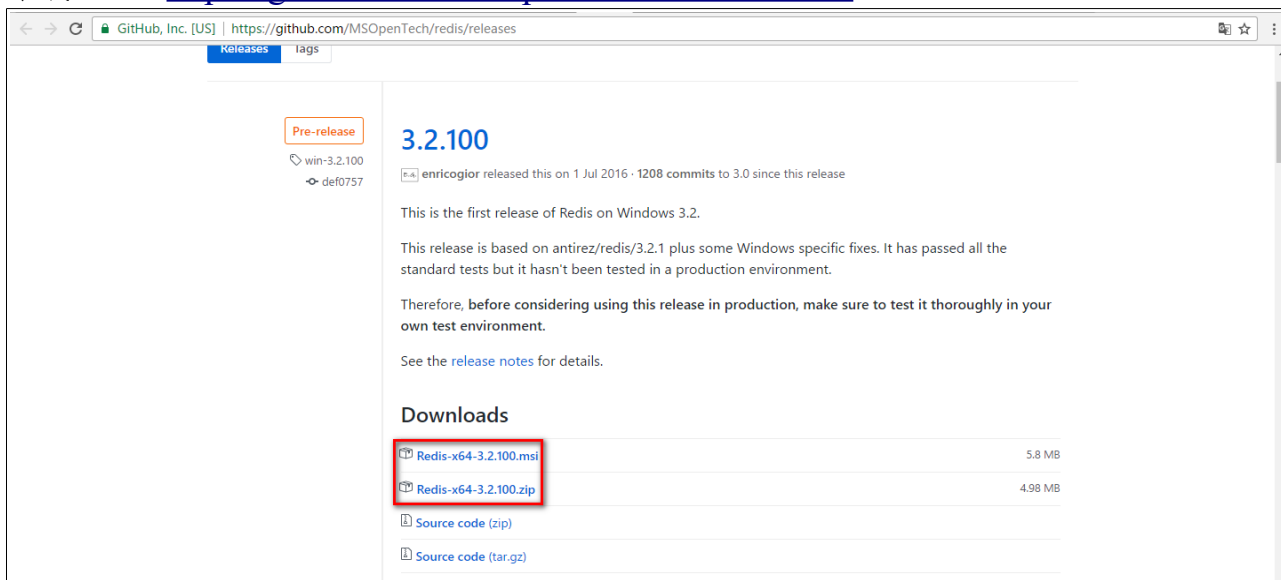 GitHub, Inc. [US] | https://github.com/MSOpenTech/redis/releases
Releases Tags
Pre-release
win-3.2.100
def0757
3.2.100
enricogior released this on 1 Jul 2016 · 1208 commits to 3.0 since this release
This is the first release of Redis on Windows 3.2.
This release is based on antirez/redis/3.2.1 plus some Windows specific fixes. It has passed all the
standard tests but it hasn't been tested in a production environment.
Therefore, before considering using this release in production, make sure to test it thoroughly in your
own test environment.
See the release notes for details.
Downloads
Redis-x64-3.2.100.msi 5.8 MB
Redis-x64-3.2.100.zip 4.98 MB
Source code (zip)
Source code (tar.gz)